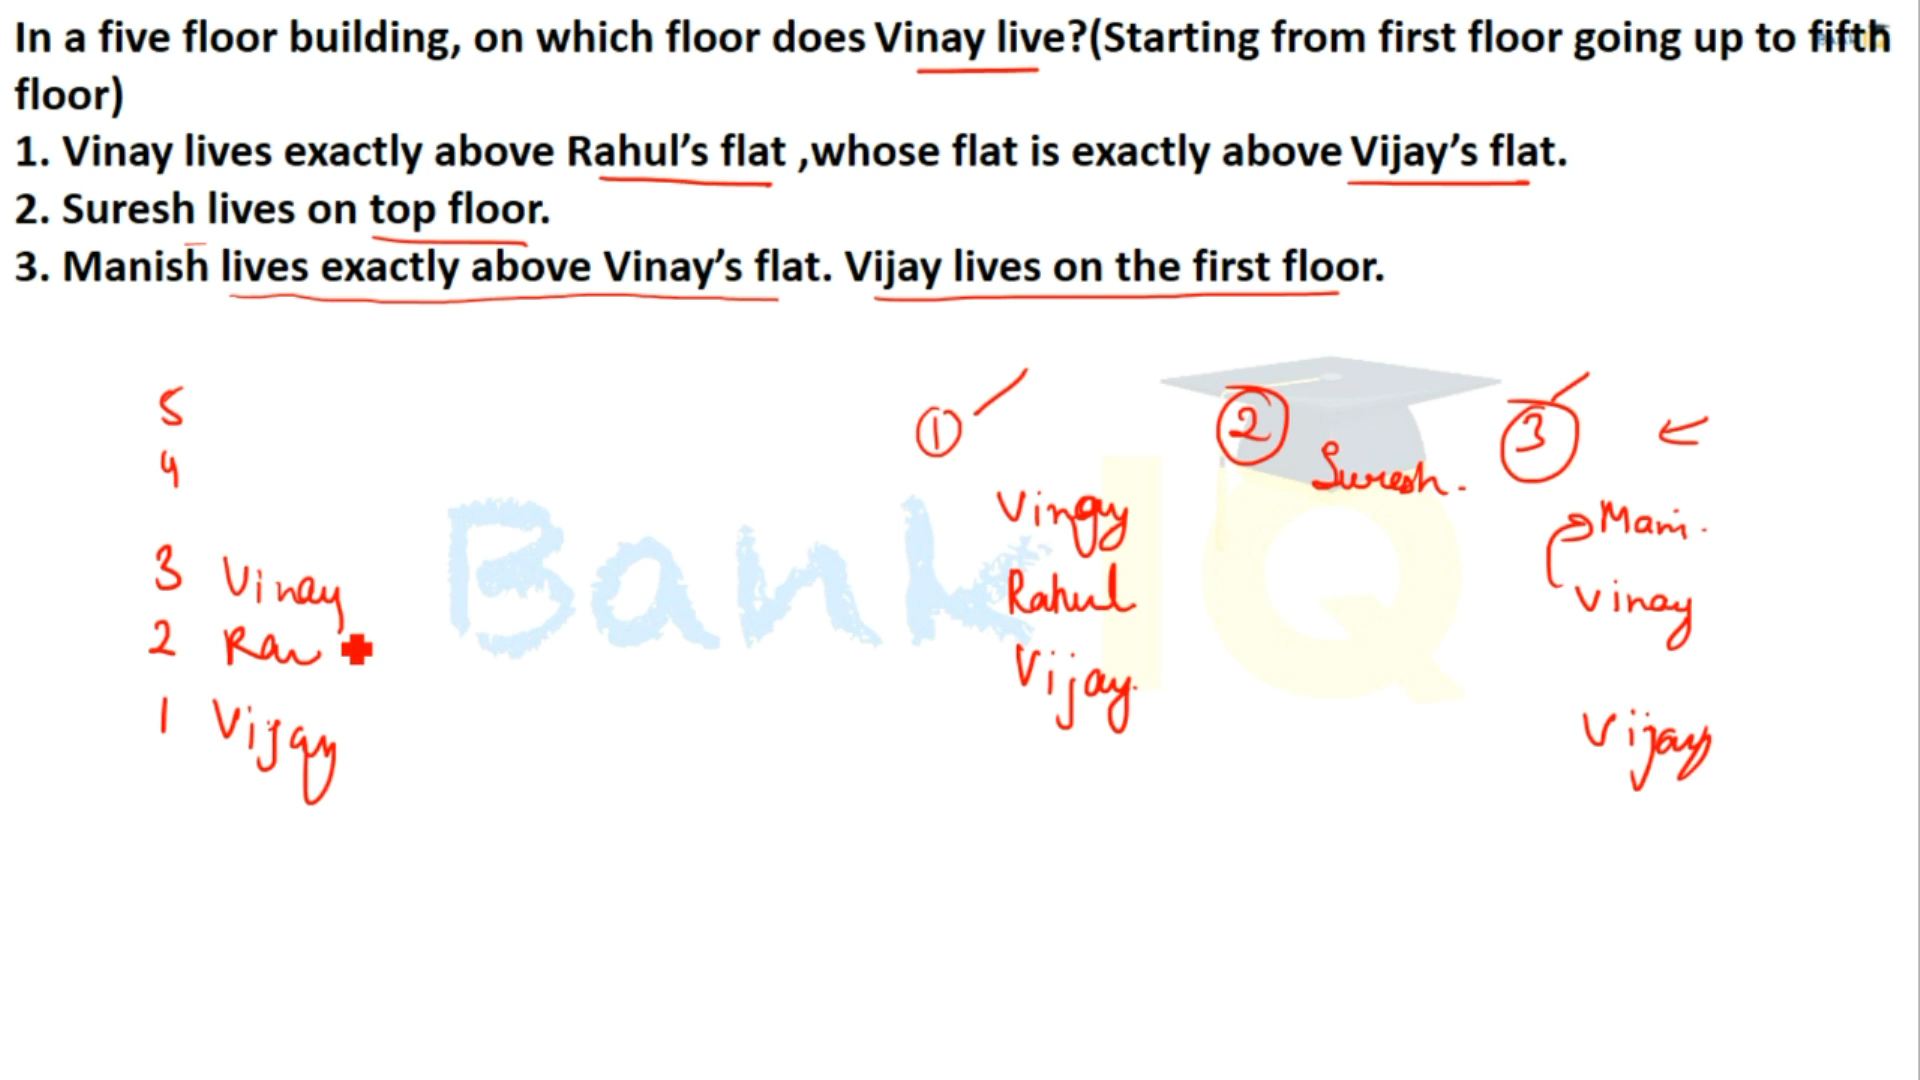 In a five floor building, on which floor does Vinay live?(Starting from first floor going up to fifth
floor)
1. Vinay lives exactly above Rahul's flat ,whose flat is exactly above Vijay's flat.
2. Suresh lives on top floor.
3. Manish lives exactly above Vinay's flat. Vijay lives on the first floor.
5
4
3 Vinay
2 Rau
1 Vijay
1
Vinay
Rahul
Vijay.
2
Suresh.
3
Mani.
Vinay
Vijay
Bank IQ